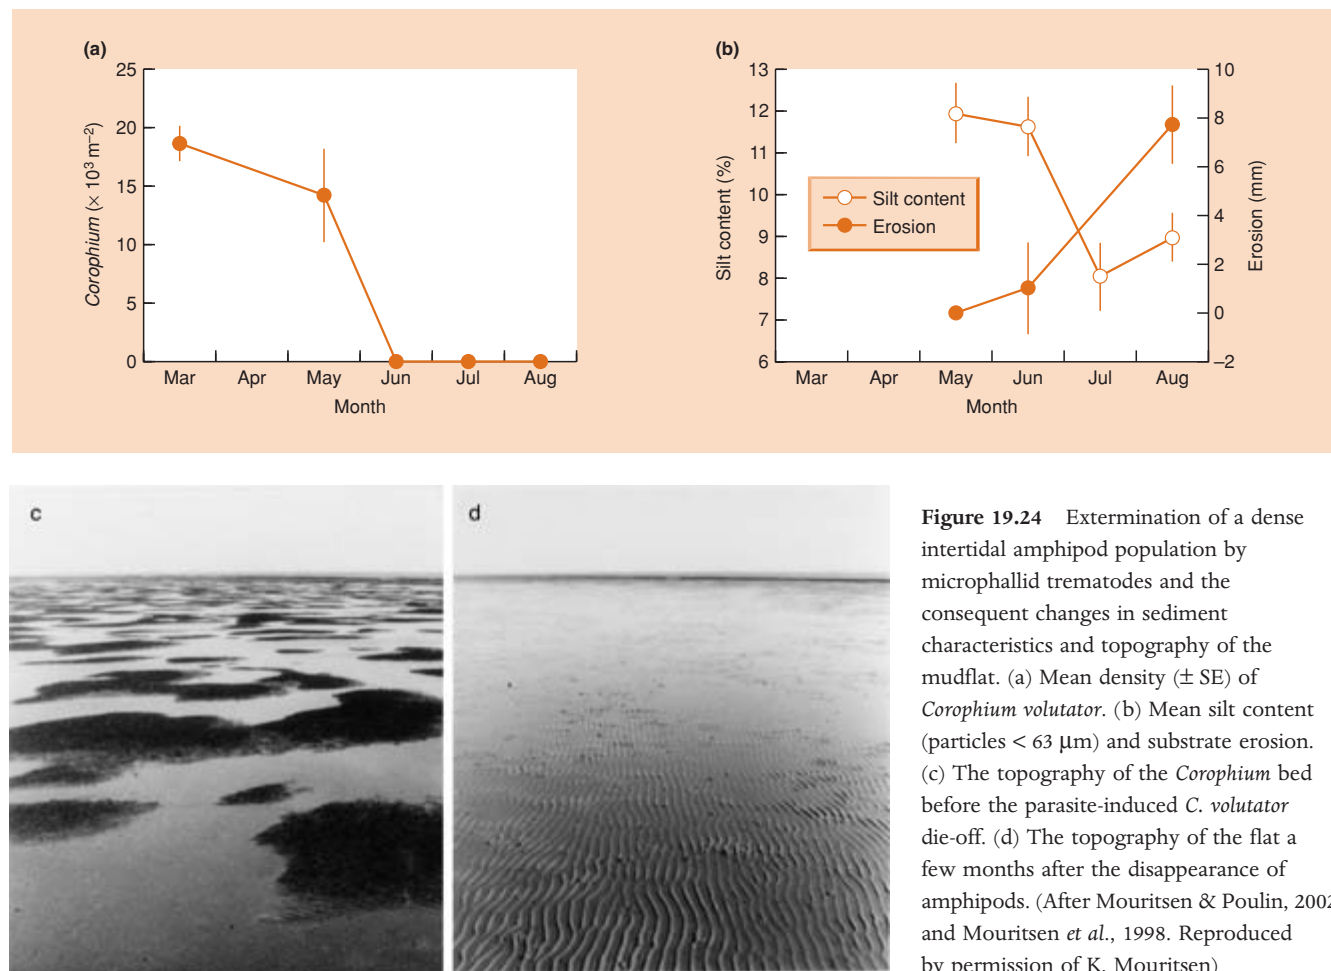 (a)
25
20
15
10
5
0
Corophium (× 10³ m⁻²)
Mar Apr May Jun Jul Aug
Month
(b)
13
12
11
10
9
8
7
6
Silt content (%)
10
8
6
4
2
0
–2
Erosion (mm)
Silt content
Erosion
Mar Apr May Jun Jul Aug
Month
c
d
Figure 19.24 Extermination of a dense
intertidal amphipod population by
microphallid trematodes and the
consequent changes in sediment
characteristics and topography of the
mudflat. (a) Mean density (± SE) of
Corophium volutator. (b) Mean silt content
(particles < 63 μm) and substrate erosion.
(c) The topography of the Corophium bed
before the parasite-induced C. volutator
die-off. (d) The topography of the flat a
few months after the disappearance of
amphipods. (After Mouritsen & Poulin, 2002
and Mouritsen et al., 1998. Reproduced
by permission of K. Mouritsen)